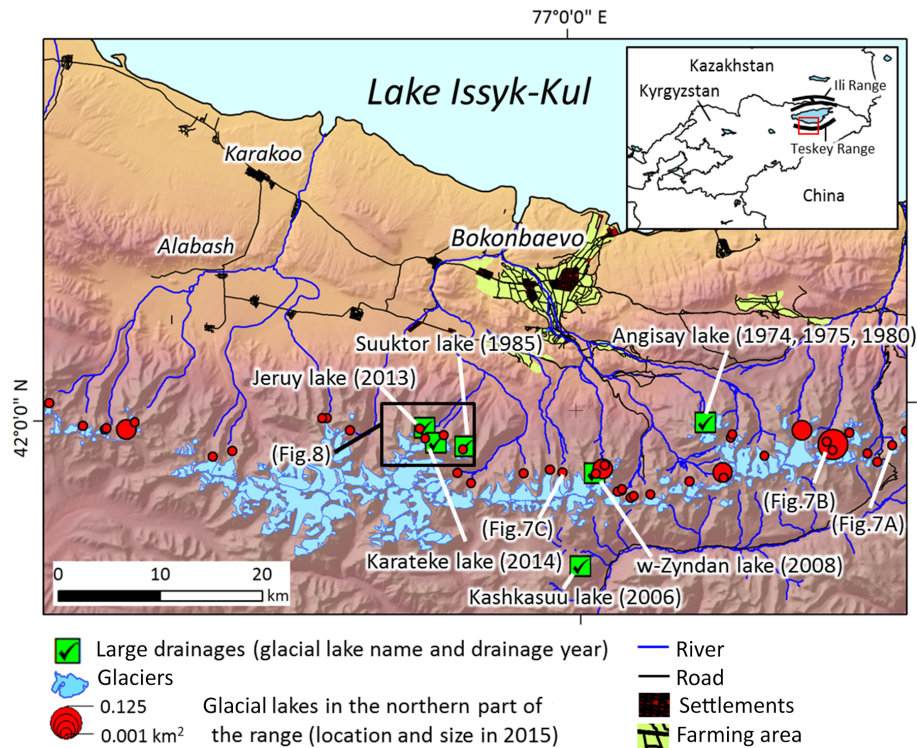 77°0'0" E
Lake Issyk-Kul
Kazakhstan
Kyrgyzstan
Ili Range
Teskey Range
China
Karakoo
Alabash
Bokonbaevo
Suuktor lake (1985)
Angisay lake (1974, 1975, 1980)
Jeruy lake (2013)
42°0'0" N
(Fig.8)
(Fig.7B)
(Fig.7C)
(Fig.7A)
Karateke lake (2014)
w-Zyndan lake (2008)
Kashkasuu lake (2006)
0 10 20
km
Large drainages (glacial lake name and drainage year)
Glaciers
0.125
0.001 km²
Glacial lakes in the northern part of
the range (location and size in 2015)
River
Road
Settlements
Farming area